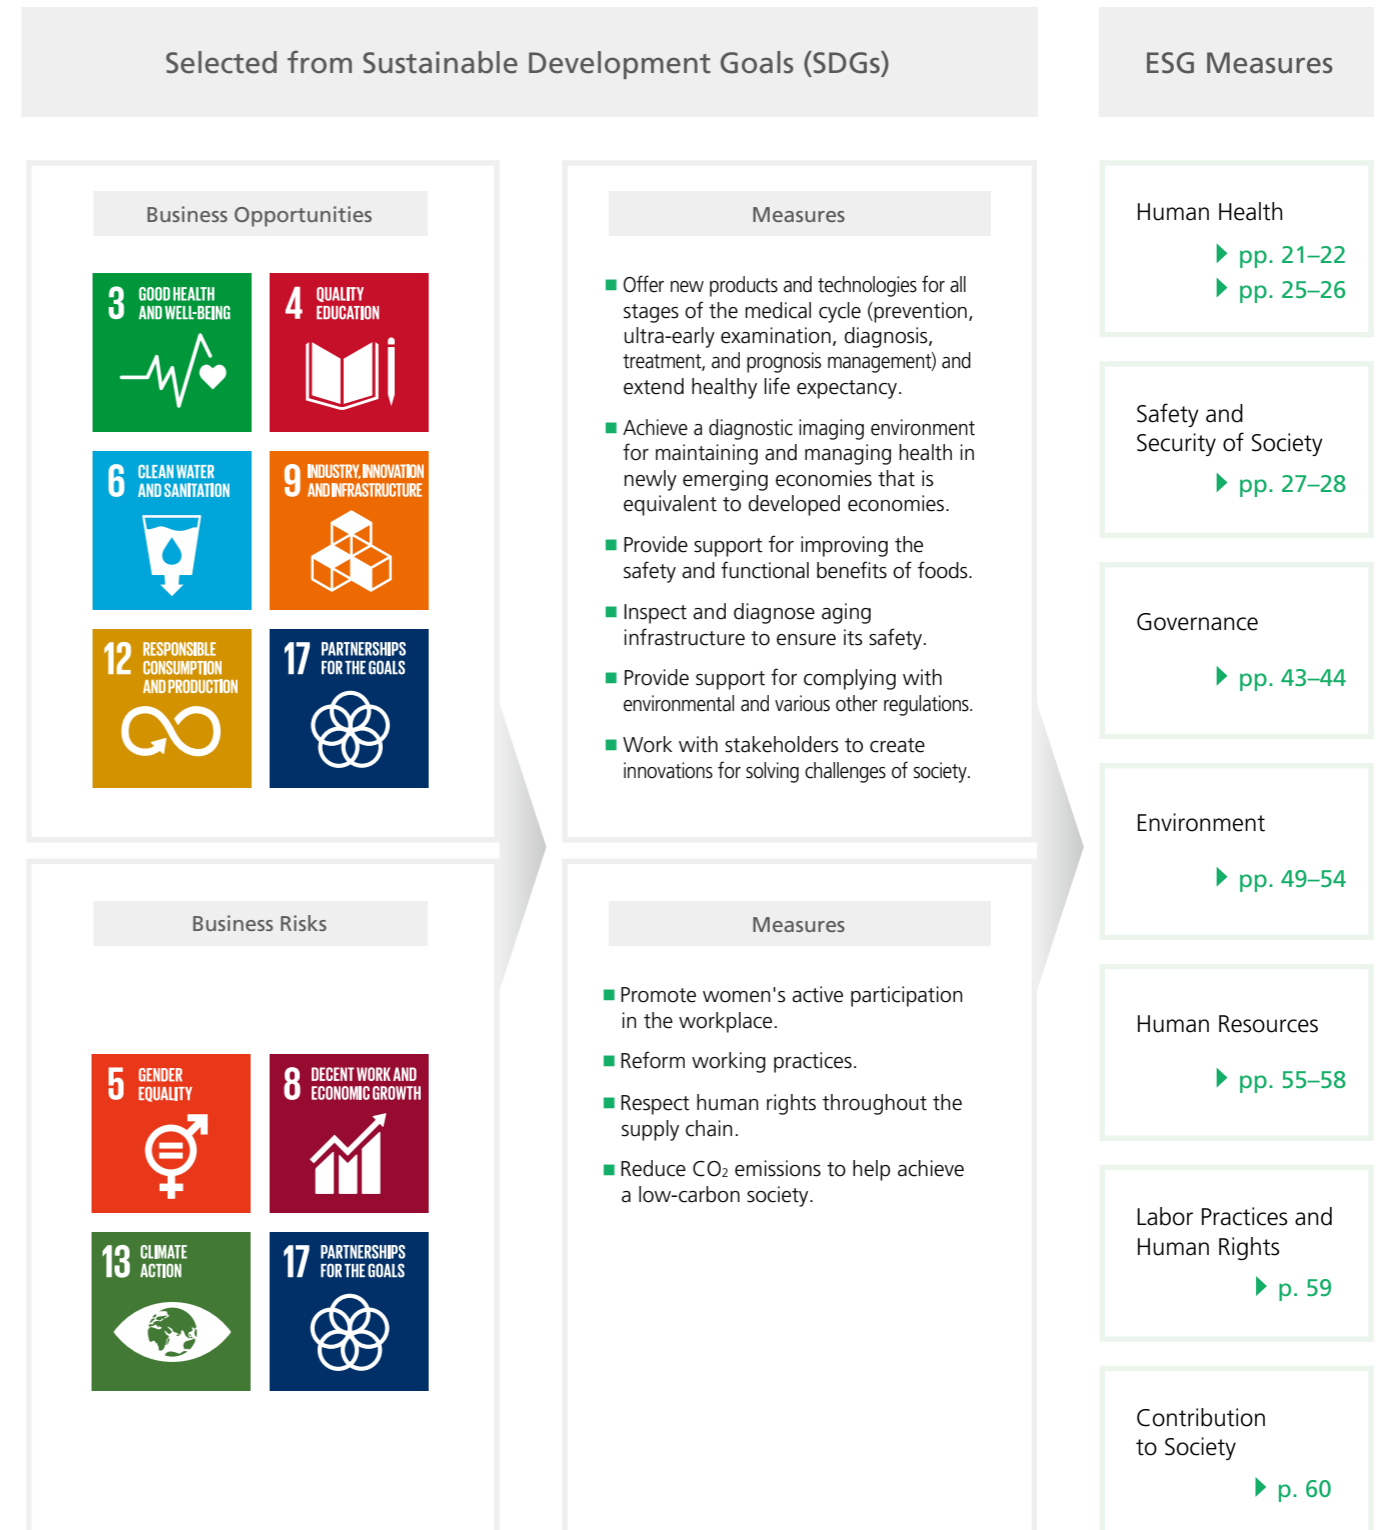 Selected from Sustainable Development Goals (SDGs)
ESG Measures
Business Opportunities
3 GOOD HEALTH
AND WELL-BEING
4 QUALITY
EDUCATION
6 CLEAN WATER
AND SANITATION
9 INDUSTRY, INNOVATION
AND INFRASTRUCTURE
12 RESPONSIBLE
CONSUMPTION
AND PRODUCTION
17 PARTNERSHIPS
FOR THE GOALS
Measures
■ Offer new products and technologies for all
stages of the medical cycle (prevention,
ultra-early examination, diagnosis,
treatment, and prognosis management) and
extend healthy life expectancy.
■ Achieve a diagnostic imaging environment
for maintaining and managing health in
newly emerging economies that is
equivalent to developed economies.
■ Provide support for improving the
safety and functional benefits of foods.
■ Inspect and diagnose aging
infrastructure to ensure its safety.
■ Provide support for complying with
environmental and various other regulations.
■ Work with stakeholders to create
innovations for solving challenges of society.
Business Risks
5 GENDER
EQUALITY
8 DECENT WORK AND
ECONOMIC GROWTH
13 CLIMATE
ACTION
17 PARTNERSHIPS
FOR THE GOALS
Measures
■ Promote women's active participation
in the workplace.
■ Reform working practices.
■ Respect human rights throughout the
supply chain.
■ Reduce CO₂ emissions to help achieve
a low-carbon society.
Human Health
pp. 21–22
pp. 25–26
Safety and
Security of Society
pp. 27–28
Governance
pp. 43–44
Environment
pp. 49–54
Human Resources
pp. 55–58
Labor Practices and
Human Rights
p. 59
Contribution
to Society
p. 60